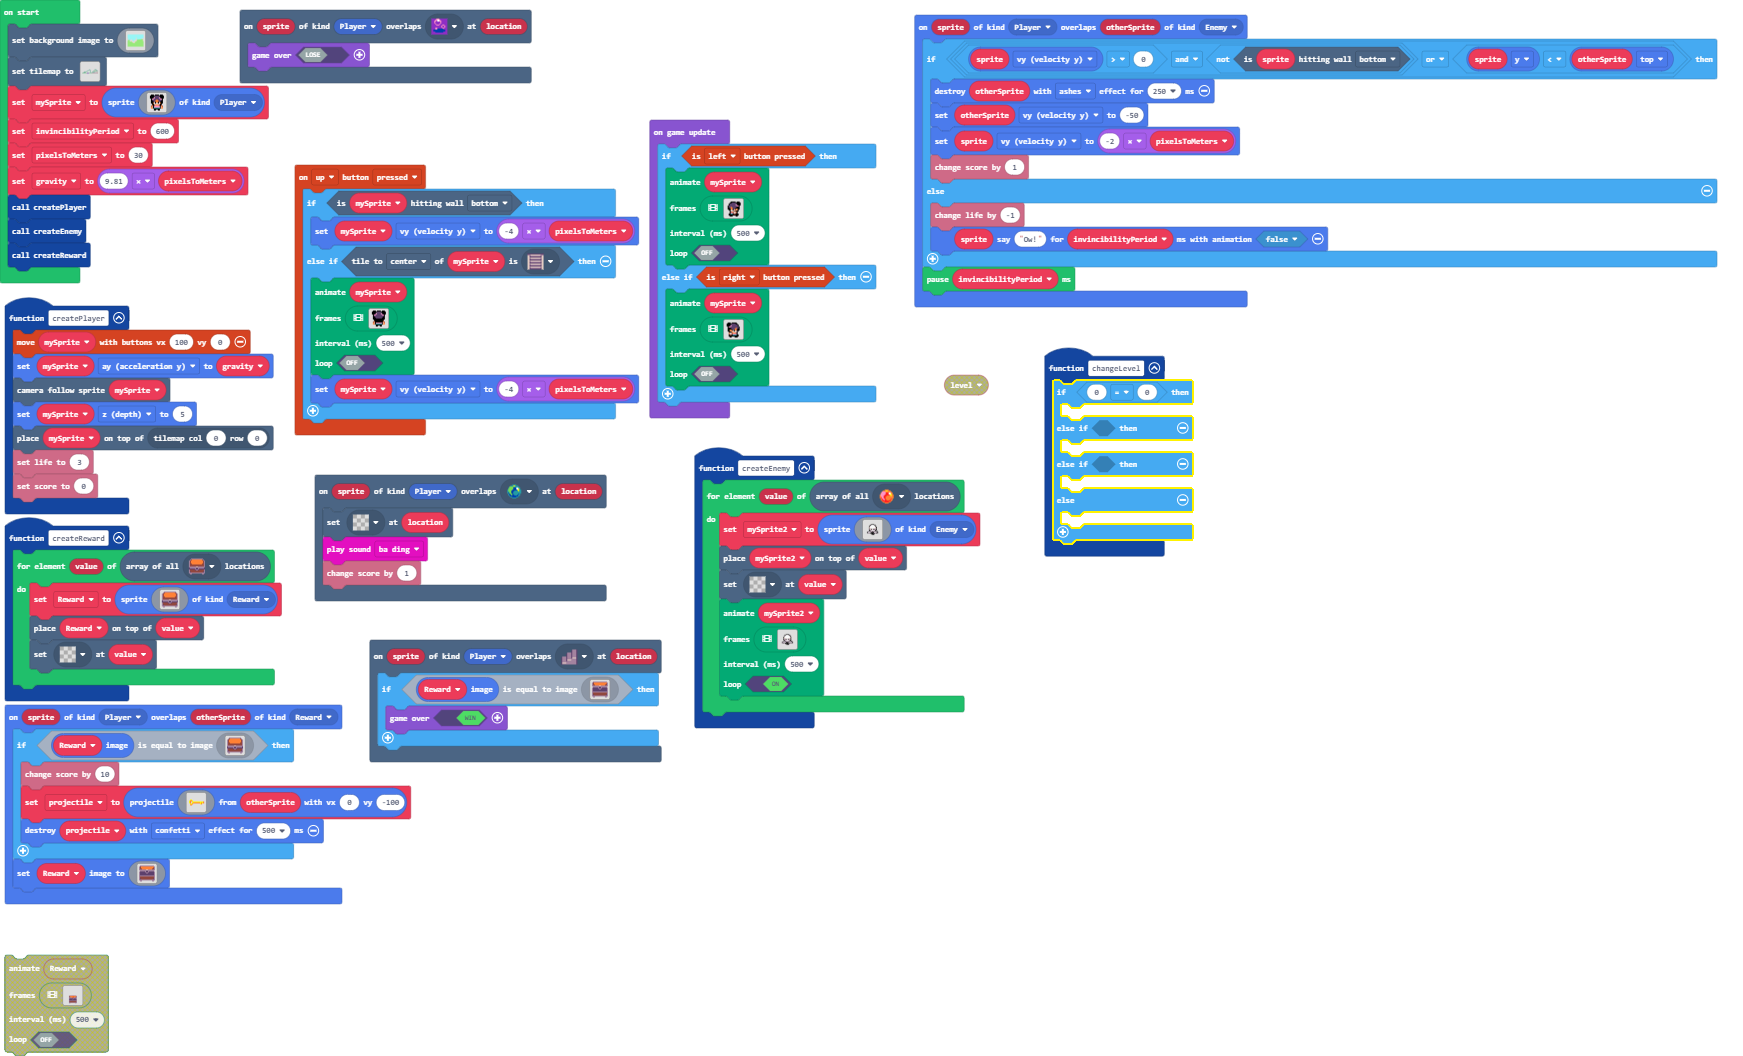 on start
set background image to
set tilemap to
set mySprite to sprite of kind Player
set invincibilityPeriod to 600
set pixelsToMeters to 30
set gravity to 9.81 × pixelsToMeters
call createPlayer
call createEnemy
call createReward
function createPlayer
move mySprite with buttons vx 100 vy 0
set mySprite ay (acceleration y) to gravity
camera follow sprite mySprite
set mySprite z (depth) to 5
place mySprite on top of tilemap col 0 row 0
set life to 3
set score to 0
function createReward
for element value of array of all locations
do
set Reward to sprite of kind Reward
place Reward on top of value
set at value
on sprite of kind Player overlaps otherSprite of kind Reward
if Reward image is equal to image then
change score by 10
set projectile to projectile from otherSprite with vx 0 vy -100
destroy projectile with confetti effect for 500 ms
set Reward image to
animate Reward
frames
interval (ms) 500
loop OFF
on sprite of kind Player overlaps at location
game over LOSE
on up button pressed
if is mySprite hitting wall bottom then
set mySprite vy (velocity y) to -4 × pixelsToMeters
else if tile to center of mySprite is then
animate mySprite
frames
interval (ms) 500
loop OFF
set mySprite vy (velocity y) to -4 × pixelsToMeters
on sprite of kind Player overlaps at location
set at location
play sound ba ding
change score by 1
on sprite of kind Player overlaps at location
if Reward image is equal to image then
game over WIN
on game update
if is left button pressed then
animate mySprite
frames
interval (ms) 500
loop OFF
else if is right button pressed then
animate mySprite
frames
interval (ms) 500
loop OFF
function createEnemy
for element value of array of all locations
do
set mySprite2 to sprite of kind Enemy
place mySprite2 on top of value
set at value
animate mySprite2
frames
interval (ms) 500
loop ON
on sprite of kind Player overlaps otherSprite of kind Enemy
if sprite vy (velocity y) > 0 and not is sprite hitting wall bottom or sprite y < otherSprite top then
destroy otherSprite with ashes effect for 250 ms
set otherSprite vy (velocity y) to -50
set sprite vy (velocity y) to -2 × pixelsToMeters
change score by 1
else
change life by -1
sprite say "Ow!" for invincibilityPeriod ms with animation false
pause invincibilityPeriod ms
level
function changeLevel
if 0 = 0 then
else if then
else if then
else